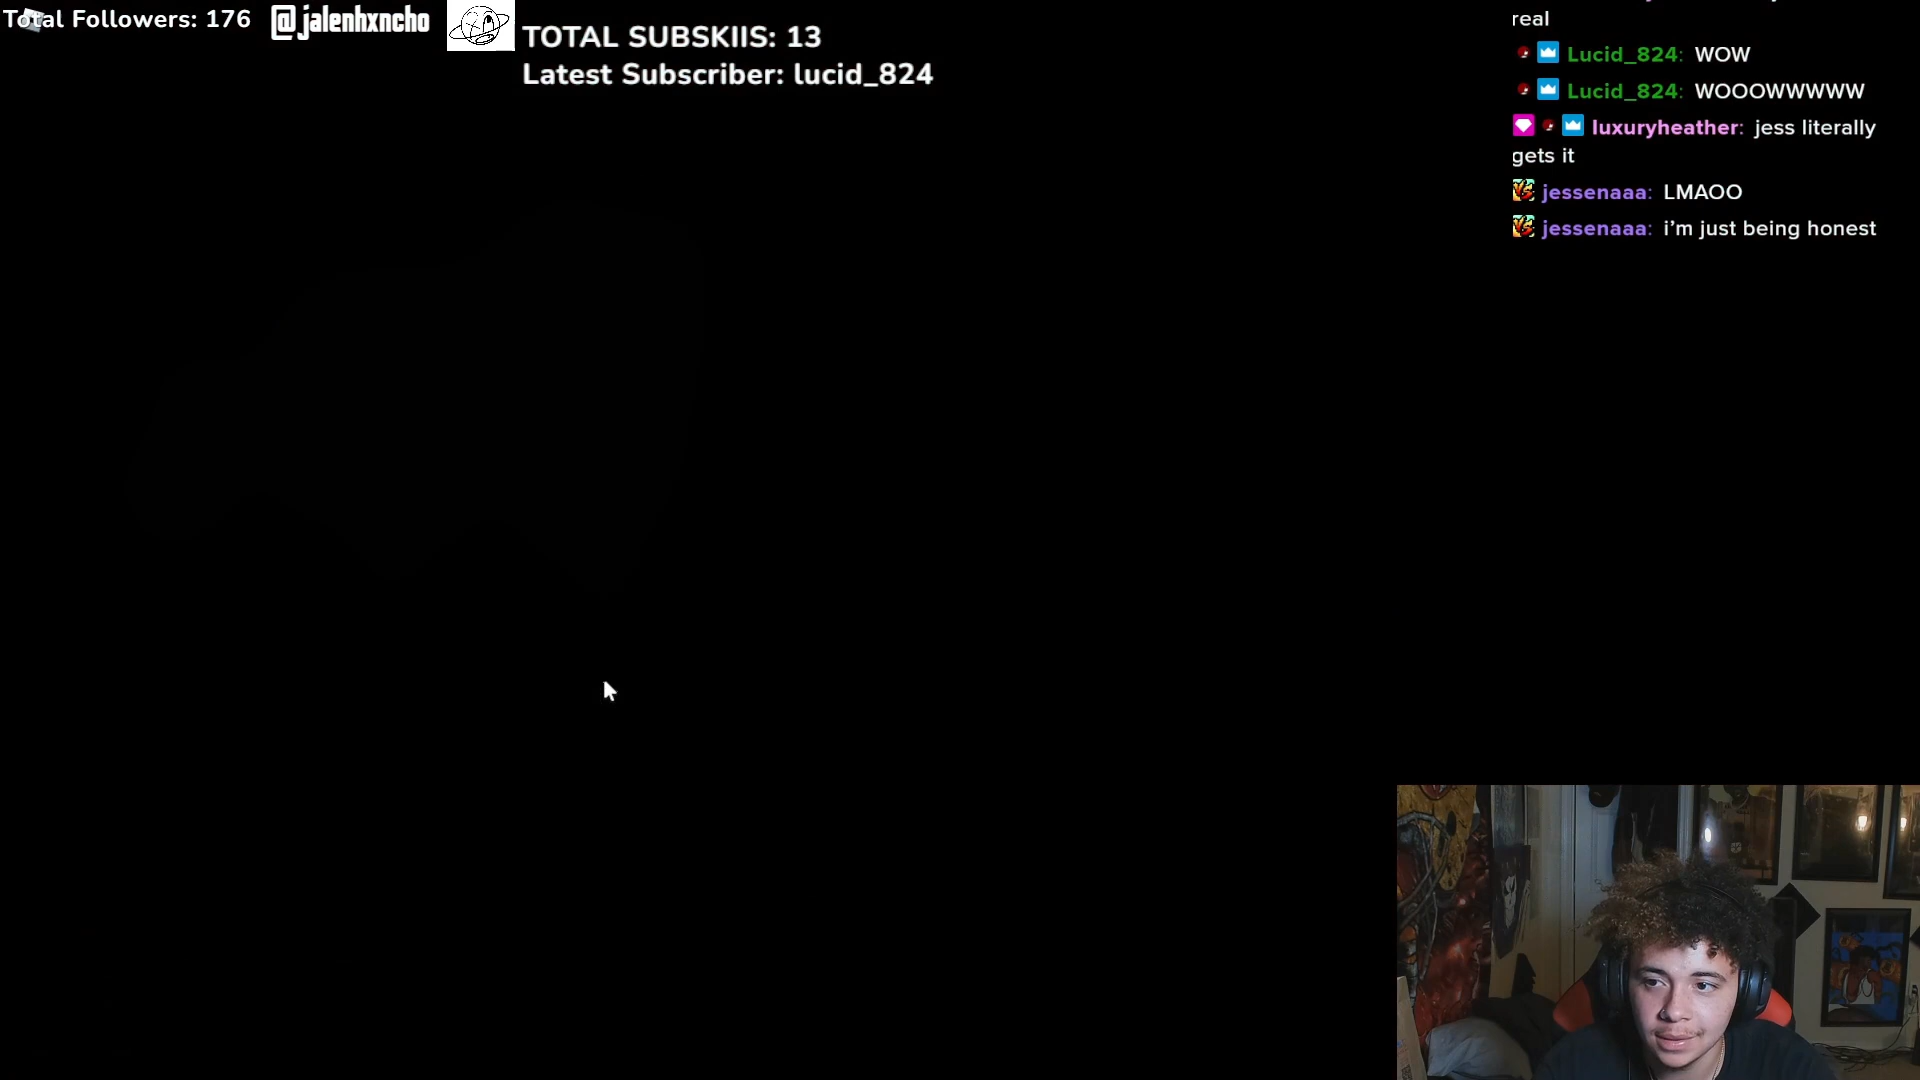 Total Followers: 176
@jalenhxncho
TOTAL SUBSKIIS: 13
Latest Subscriber: lucid_824
real
Lucid_824: WOW
Lucid_824: WOOOWWWWW
luxuryheather: jess literally
gets it
jessenaaa: LMAOO
jessenaaa: i’m just being honest